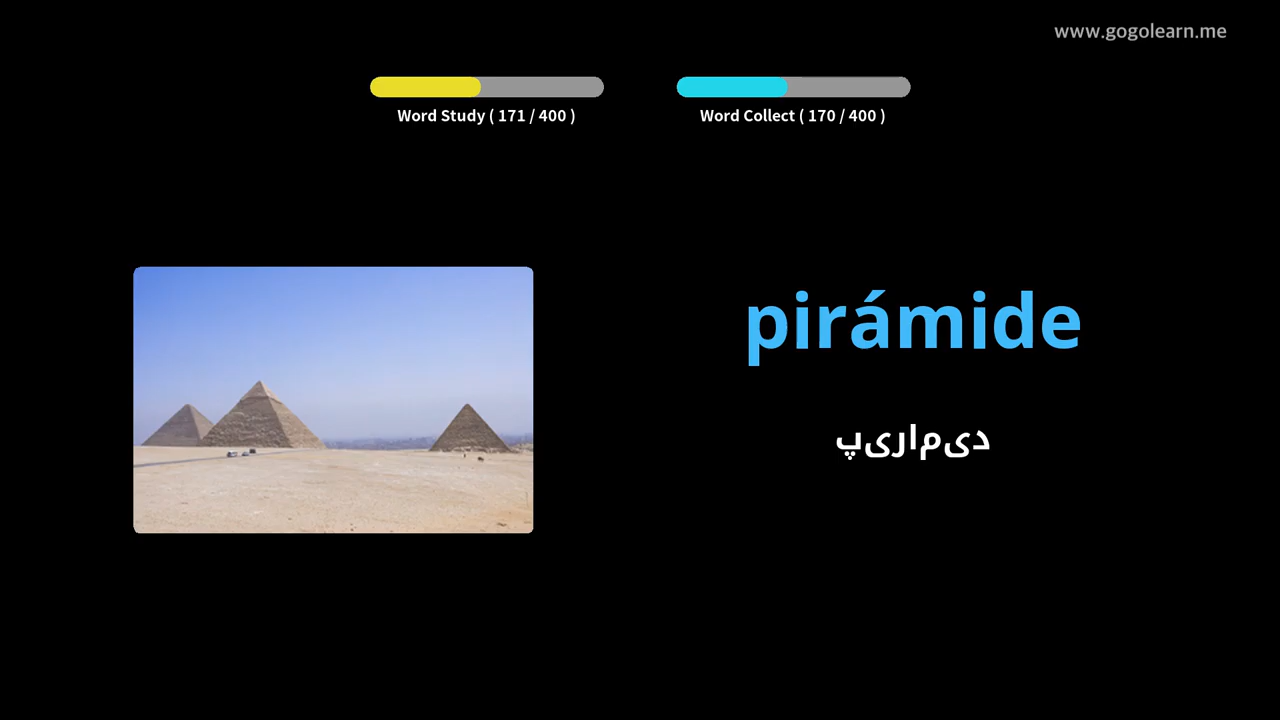 www.gogolearn.me
Word Study ( 171 / 400 )
Word Collect ( 170 / 400 )
pirámide
دیماریپ